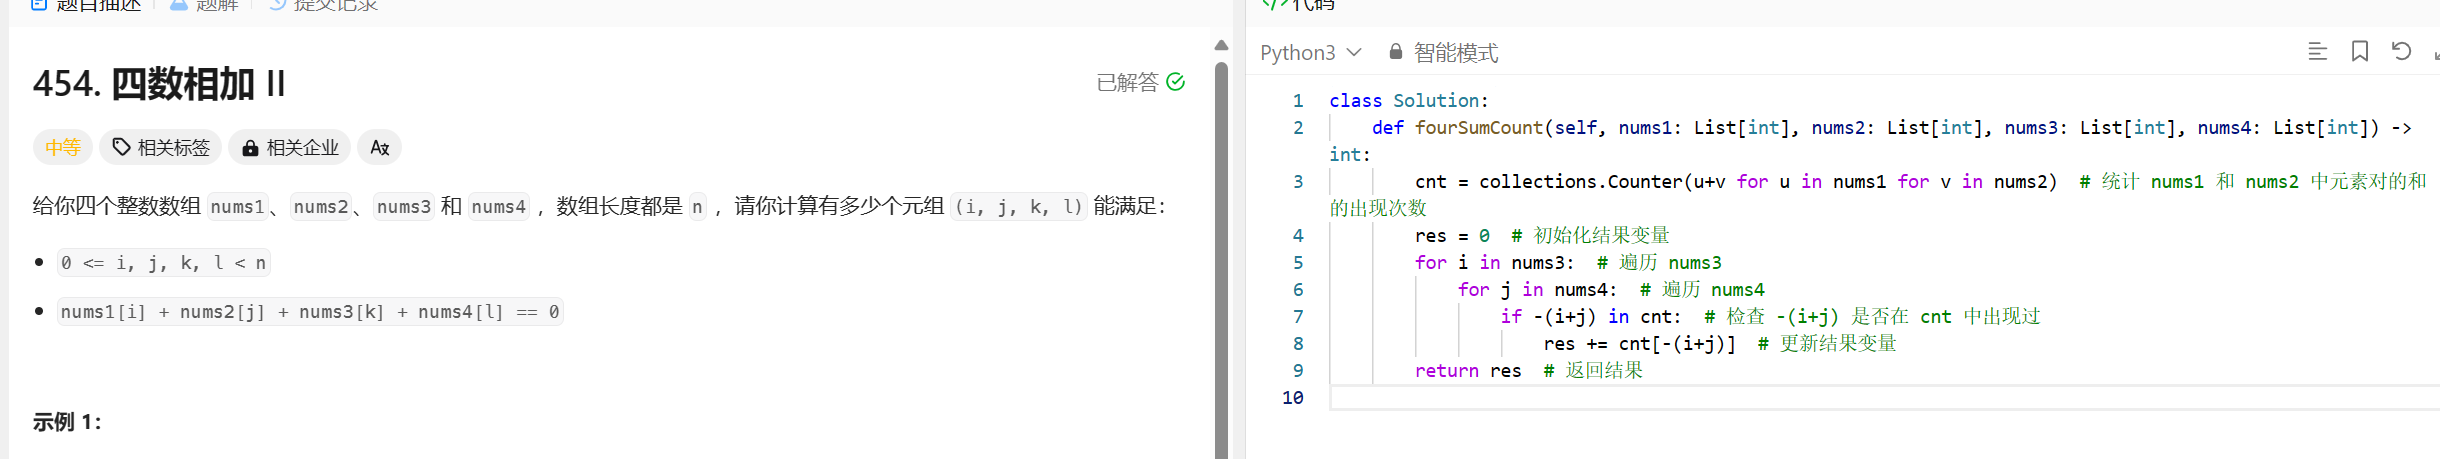 题目描述 题解 提交记录
454. 四数相加 II
已解答
中等 相关标签 相关企业
给你四个整数数组 nums1、nums2、nums3 和 nums4 ，数组长度都是 n ，请你计算有多少个元组 (i, j, k, l) 能满足：
0 <= i, j, k, l < n
nums1[i] + nums2[j] + nums3[k] + nums4[l] == 0
示例 1：
</>代码
Python3 智能模式
1 class Solution:
2 def fourSumCount(self, nums1: List[int], nums2: List[int], nums3: List[int], nums4: List[int]) ->
int:
3 cnt = collections.Counter(u+v for u in nums1 for v in nums2)  # 统计 nums1 和 nums2 中元素对的和
的出现次数
4 res = 0  # 初始化结果变量
5 for i in nums3:  # 遍历 nums3
6 for j in nums4:  # 遍历 nums4
7 if -(i+j) in cnt:  # 检查 -(i+j) 是否在 cnt 中出现过
8 res += cnt[-(i+j)]  # 更新结果变量
9 return res  # 返回结果
10